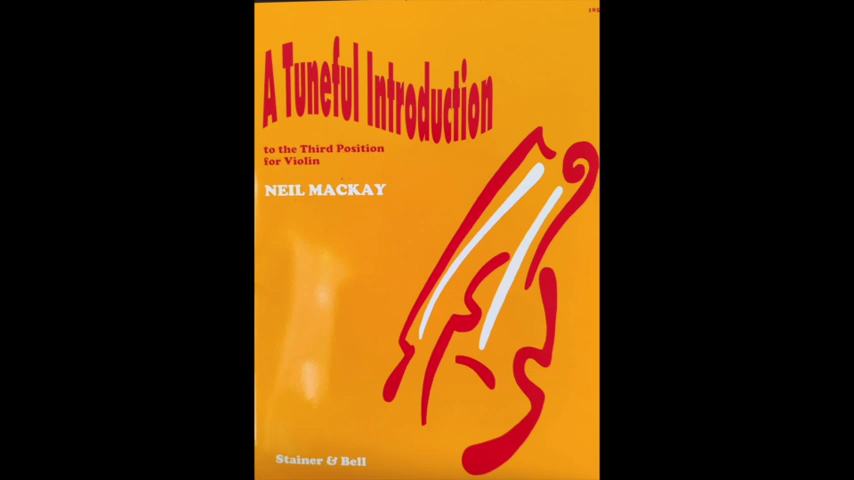 A Tuneful Introduction
to the Third Position
for Violin
NEIL MACKAY
Stainer & Bell